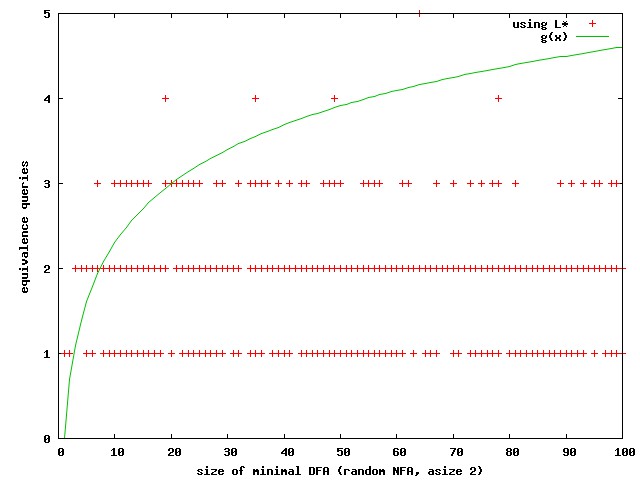 5
using L*
g(x)
4
3
2
1
0
equivalence queries
0 10 20 30 40 50 60 70 80 90 100
size of minimal DFA (random NFA, asize 2)